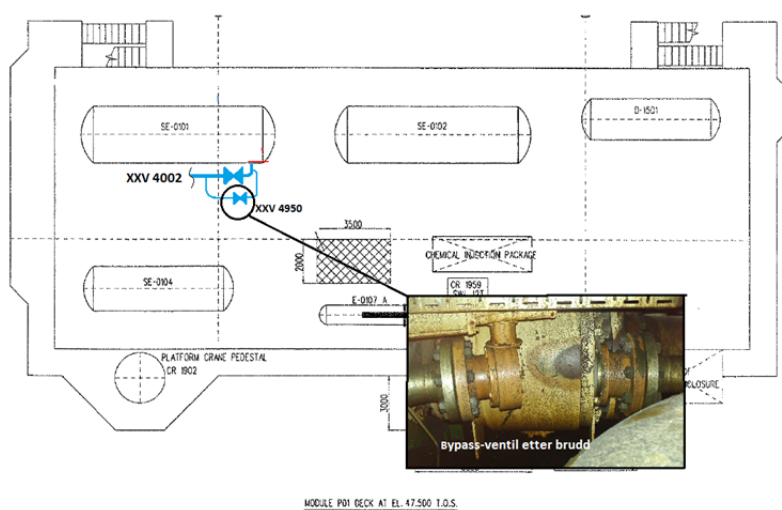 SE-0101
SE-0102
D-1501
XXV 4002
XXV 4950
3500
2000
CHEMICAL INJECTION PACKAGE
SE-0104
CR 1959
E-0107 A
PLATFORM CRANE PEDESTAL
CR 1902
3000
CLOSURE
Bypass-ventil etter brudd
MODULE P01 DECK AT EL. 47.500 T.O.S.